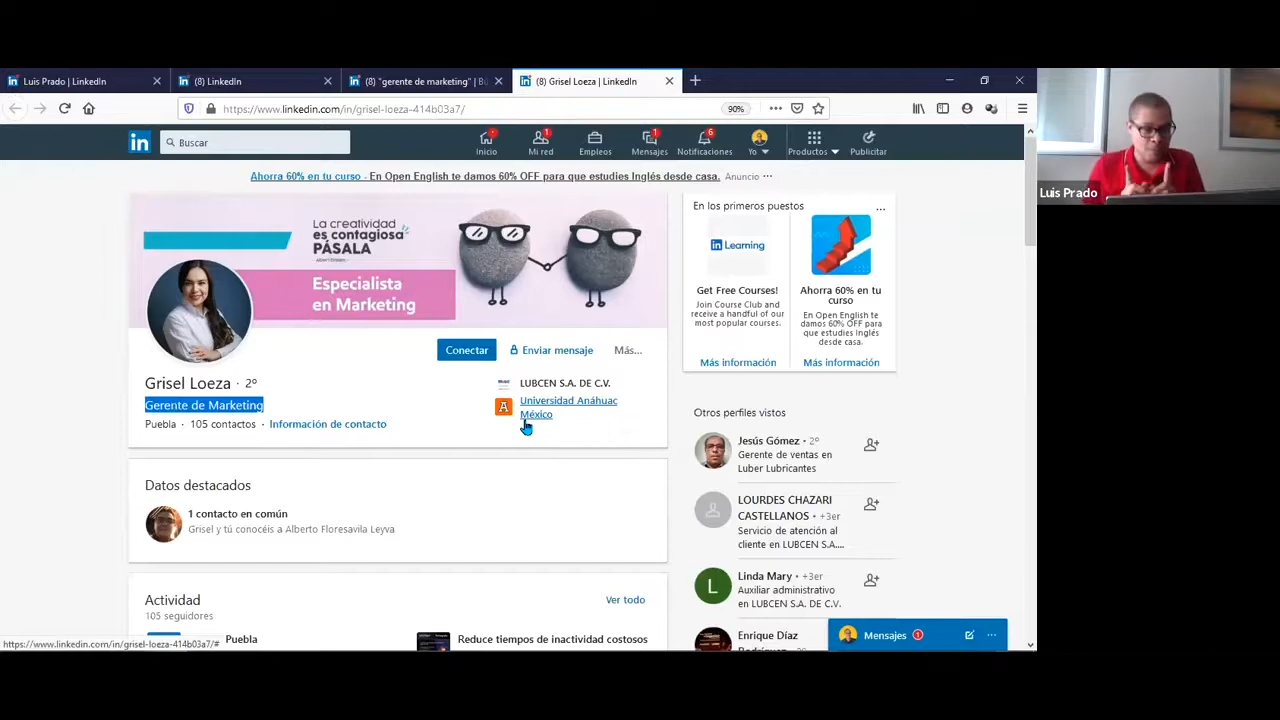 Luis Prado | LinkedIn
(8) LinkedIn
(8) "gerente de marketing" | Bú
(8) Grisel Loeza | LinkedIn
https://www.linkedin.com/in/grisel-loeza-414b03a7/
90%
Buscar
Inicio
Mi red
1
Empleos
Mensajes
1
Notificaciones
6
Yo
Productos
Publicitar
Ahorra 60% en tu curso - En Open English te damos 60% OFF para que estudies Inglés desde casa. Anuncio
La creatividad
es contagiosa
PÁSALA
Especialista
en Marketing
Conectar
Enviar mensaje
Más...
Grisel Loeza · 2º
Gerente de Marketing
Puebla · 105 contactos · Información de contacto
LUBCEN S.A. DE C.V.
Universidad Anáhuac
México
Datos destacados
1 contacto en común
Grisel y tú conocéis a Alberto Floresavila Leyva
Actividad
105 seguidores
Ver todo
Puebla
Reduce tiempos de inactividad costosos
En los primeros puestos
LinkedIn Learning
Get Free Courses!
Join Course Club and
receive a handful of our
most popular courses.
Más información
Ahorra 60% en tu
curso
En Open English te
damos 60% OFF para
que estudies Inglés
desde casa.
Más información
Otros perfiles vistos
Jesús Gómez · 2º
Gerente de ventas en
Luber Lubricantes
LOURDES CHAZARI
CASTELLANOS · +3er
Servicio de atención al
cliente en LUBCEN S.A....
L
Linda Mary · +3er
Auxiliar administrativo
en LUBCEN S.A. DE C.V.
Enrique Díaz
Mensajes 1
https://www.linkedin.com/in/grisel-loeza-414b03a7/#
Luis Prado